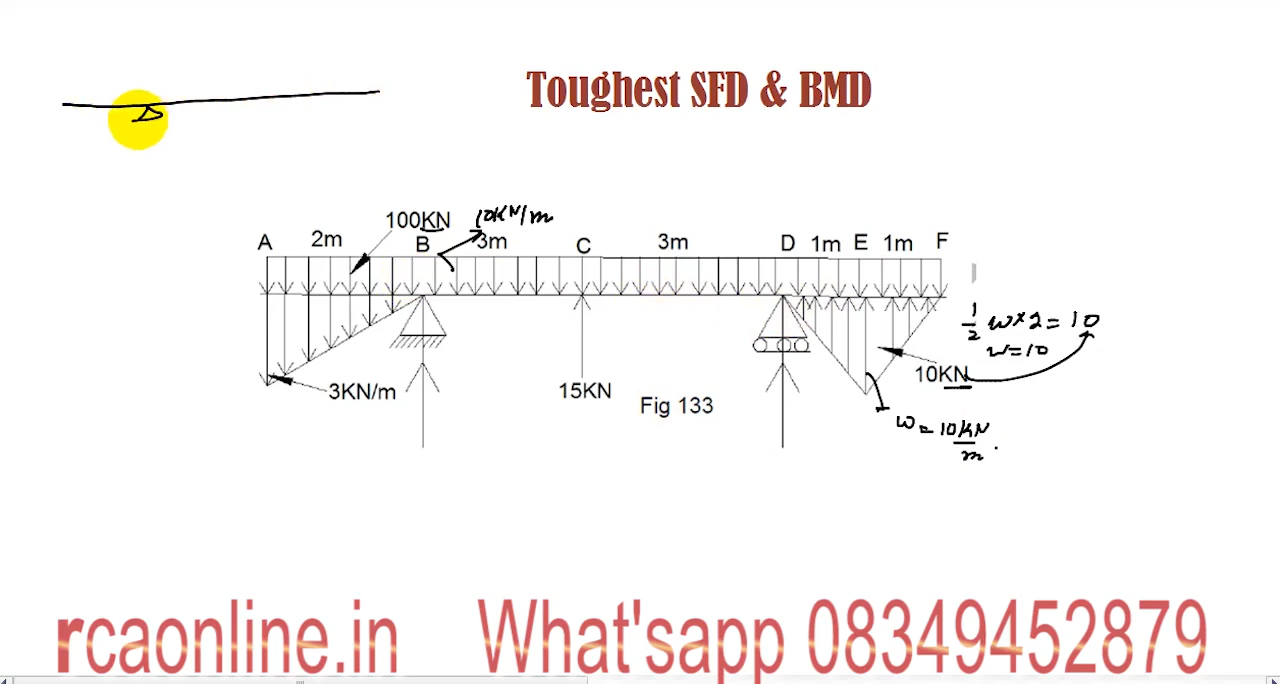 Toughest SFD & BMD
100KN 10KN/m
A 2m B 3m C 3m D 1m E 1m F
1/2 w×2=10
w=10
10KN
3KN/m 15KN Fig 133
w=10KN/m
rcaonline.in What'sapp 08349452879